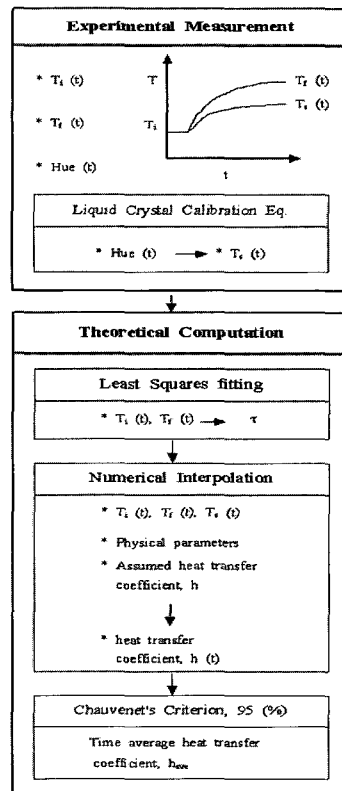 Experimental Measurement
* Ti (t)
* Tf (t)
* Hue (t)
T
Ti
Tf (t)
Ts (t)
t
Liquid Crystal Calibration Eq.
* Hue (t) → * Ts (t)
Theoretical Computation
Least Squares fitting
* Ti (t), Tf (t) → τ
Numerical Interpolation
* Ti (t), Tf (t), Ts (t)
* Physical parameters
* Assumed heat transfer
coefficient, h
* heat transfer
coefficient, h (t)
Chauvenet's Criterion, 95 (%)
Time average heat transfer
coefficient, have